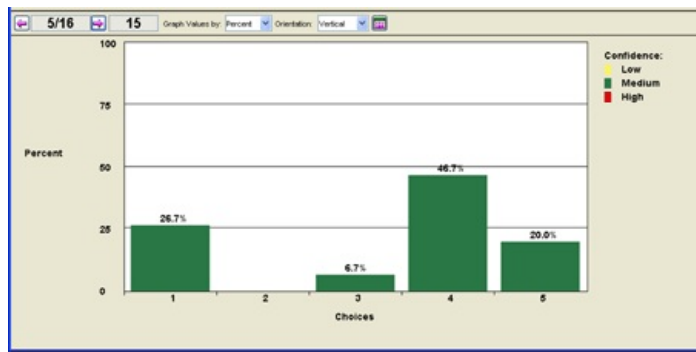 5/16 15 Graph Values by: Percent Orientation: Vertical
100
75
Percent
50
25
0
26.7%
6.7%
46.7%
20.0%
1 2 3 4 5
Choices
Confidence:
Low
Medium
High